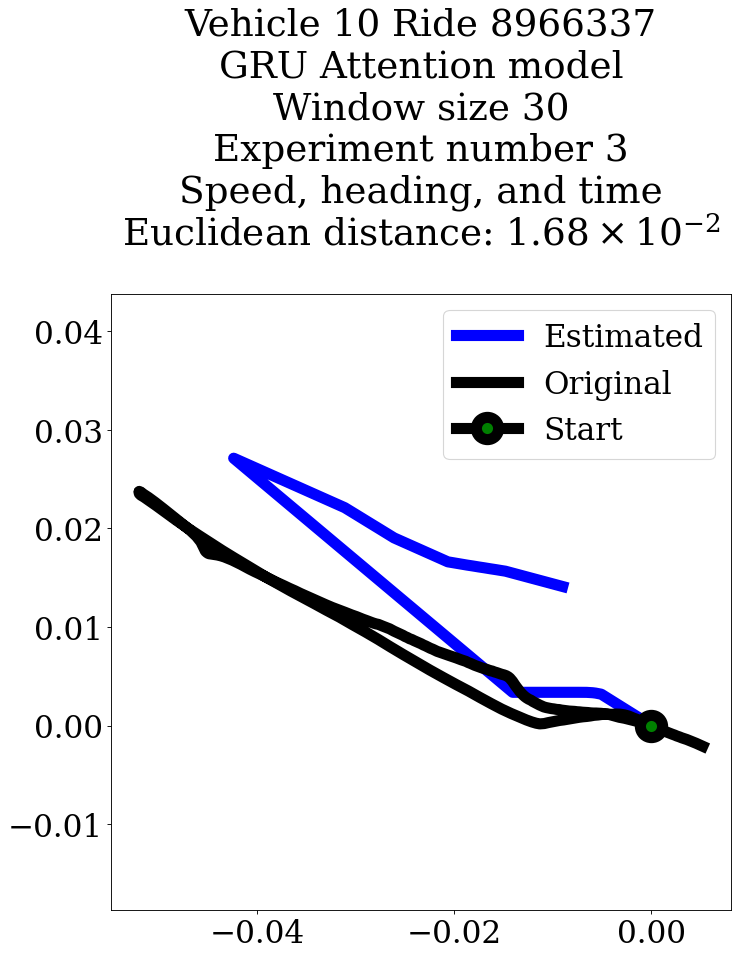 Vehicle 10 Ride 8966337
GRU Attention model
Window size 30
Experiment number 3
Speed, heading, and time
Euclidean distance: 1.68 × 10⁻²
Estimated
Original
Start
0.04
0.03
0.02
0.01
0.00
−0.01
−0.04
−0.02
0.00